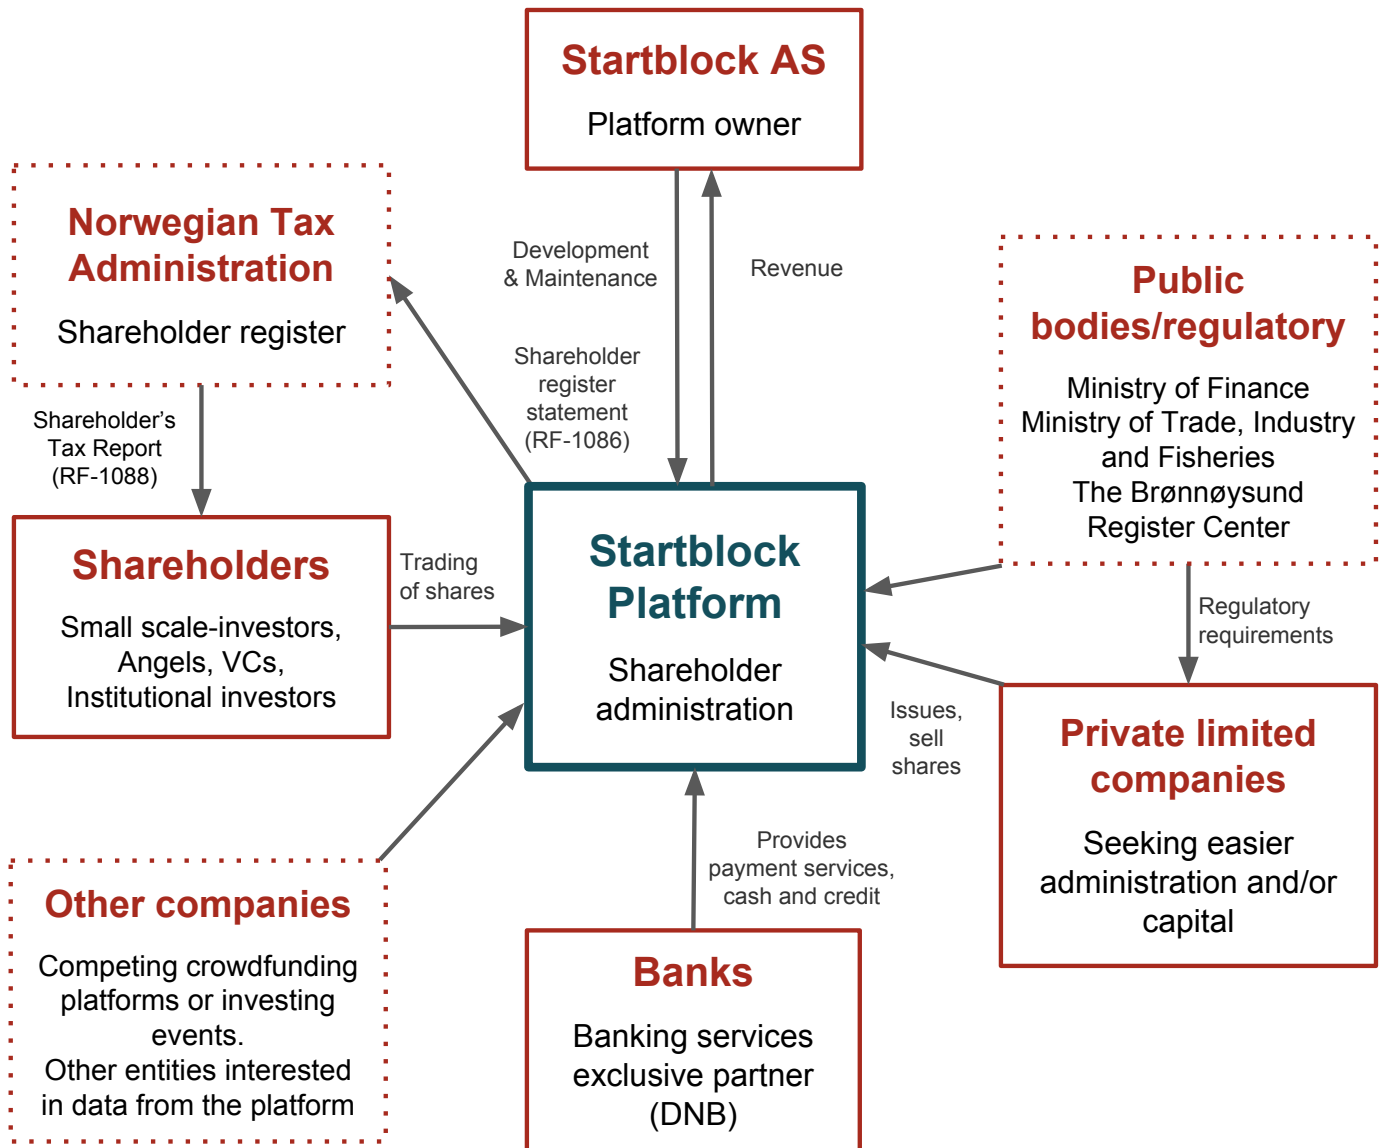 Startblock AS
Platform owner
Norwegian Tax
Administration
Shareholder register
Development
& Maintenance
Revenue
Public
bodies/regulatory
Ministry of Finance
Ministry of Trade, Industry
and Fisheries
The Brønnøysund
Register Center
Shareholder
register
statement
(RF-1086)
Shareholder's
Tax Report
(RF-1088)
Shareholders
Small scale-investors,
Angels, VCs,
Institutional investors
Trading
of shares
Startblock
Platform
Shareholder
administration
Regulatory
requirements
Issues,
sell
shares
Private limited
companies
Seeking easier
administration and/or
capital
Provides
payment services,
cash and credit
Other companies
Competing crowdfunding
platforms or investing
events.
Other entities interested
in data from the platform
Banks
Banking services
exclusive partner
(DNB)